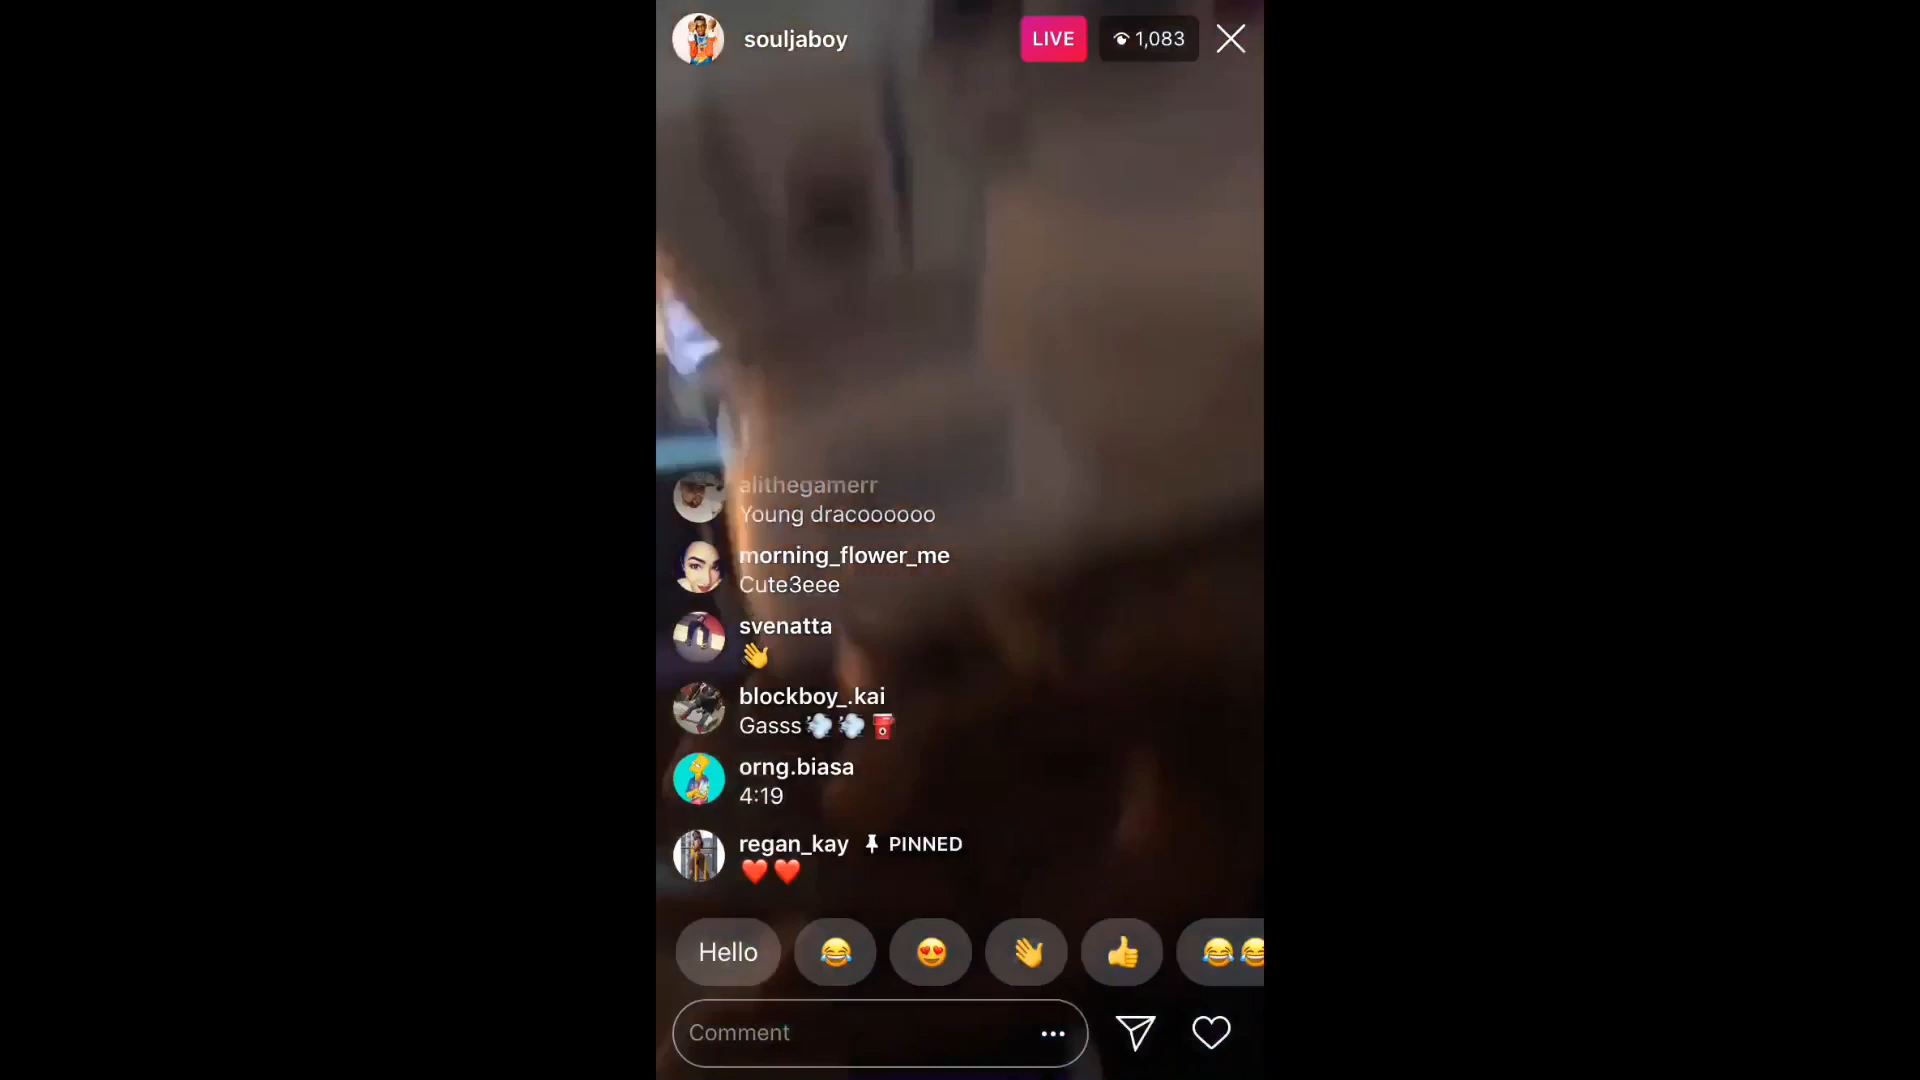 souljaboy
LIVE
1,083
alithegamerr
Young dracoooooo
morning_flower_me
Cute3eee
svenatta
👋
blockboy_.kai
Gasss💨💨⛽
orng.biasa
4:19
regan_kay PINNED
❤️❤️
Hello 😂 😍 👋 👍 😂😂
Comment